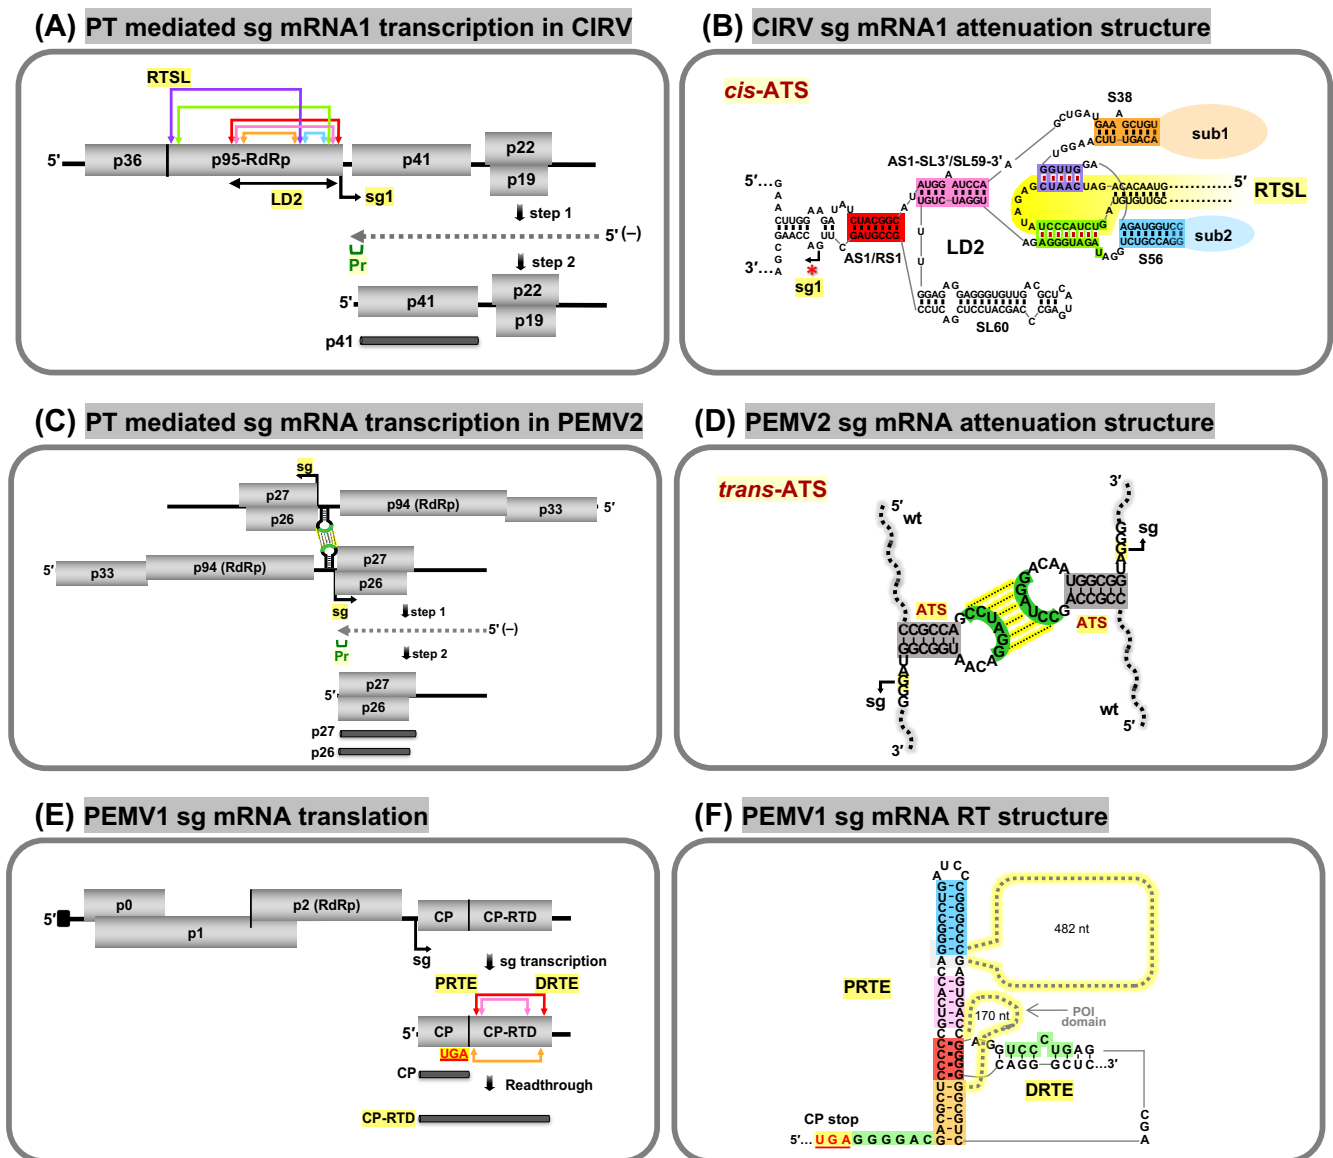 (A) PT mediated sg mRNA1 transcription in CIRV
RTSL
5' p36 p95-RdRp p41 p22
p19
LD2
sg1
step 1
5' (–)
Pr
step 2
5' p41 p22
p19
p41
(B) CIRV sg mRNA1 attenuation structure
cis-ATS
S38
sub1
AS1-SL3'/SL59-3'
5'
RTSL
5'...
LD2
sub2
S56
AS1/RS1
3'...
*
sg1
SL60
(C) PT mediated sg mRNA transcription in PEMV2
sg
p27 p94 (RdRp) p33 5'
p26
5' p33 p94 (RdRp) p27
p26
sg
step 1
5' (–)
Pr
step 2
5' p27
p26
p27
p26
(D) PEMV2 sg mRNA attenuation structure
trans-ATS
3'
5'
wt
sg
ATS
CCGCCA
GGCGGU
UGGCGG
ACCGCC
ATS
sg
wt
5'
3'
(E) PEMV1 sg mRNA translation
5' p0 p2 (RdRp) CP CP-RTD
p1
sg
sg transcription
PRTE DRTE
5' CP CP-RTD
UGA
CP
Readthrough
CP-RTD
(F) PEMV1 sg mRNA RT structure
482 nt
PRTE
170 nt
POI
domain
...3'
DRTE
CP stop
5'... UGAGGGGAC